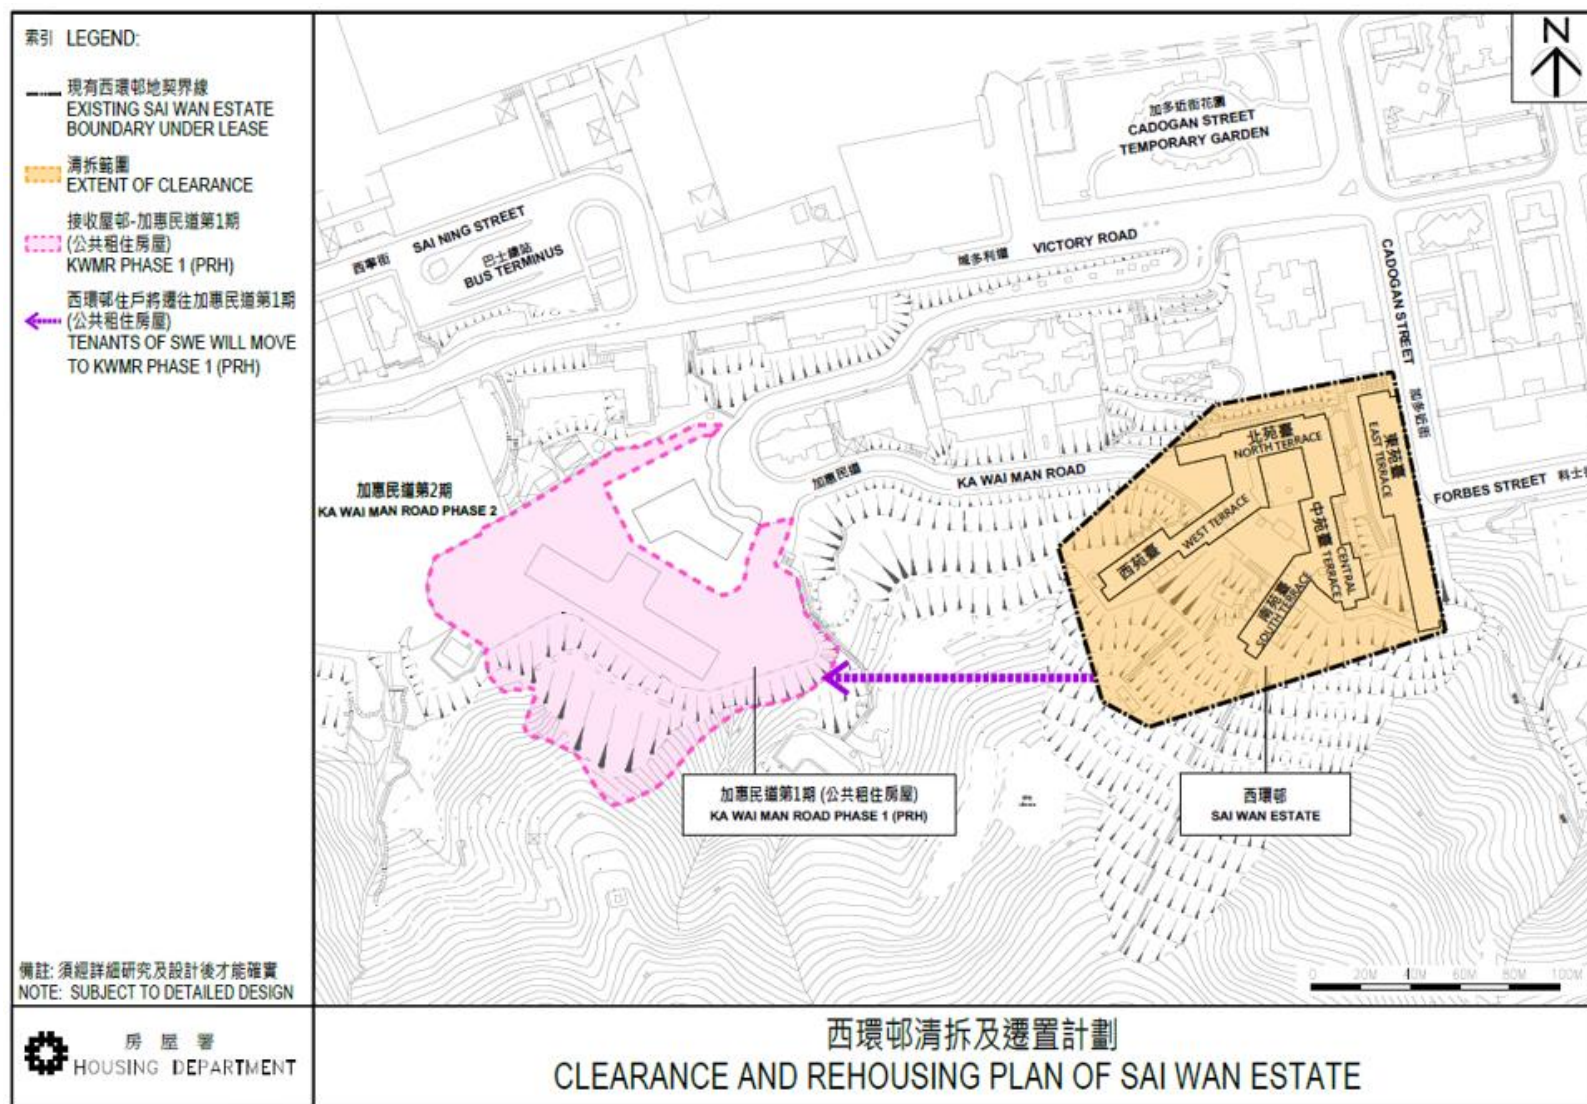 索引 LEGEND:
現有西環邨地契界線
EXISTING SAI WAN ESTATE
BOUNDARY UNDER LEASE
清拆範圍
EXTENT OF CLEARANCE
接收屋邨-加惠民道第1期
(公共租住房屋)
KWMR PHASE 1 (PRH)
西環邨住戶將遷往加惠民道第1期
(公共租住房屋)
TENANTS OF SWE WILL MOVE
TO KWMR PHASE 1 (PRH)
備註: 須經詳細研究及設計後才能確實
NOTE: SUBJECT TO DETAILED DESIGN
N
加多近街花園
CADOGAN STREET
TEMPORARY GARDEN
西寧街 SAI NING STREET
巴士總站
BUS TERMINUS
域多利道 VICTORY ROAD
CADOGAN STREET 加多近街
加惠民道 KA WAI MAN ROAD
FORBES STREET 科士
加惠民道第2期
KA WAI MAN ROAD PHASE 2
北苑臺
NORTH TERRACE
東苑臺
EAST TERRACE
西苑臺
WEST TERRACE
中苑臺
CENTRAL
TERRACE
南苑臺
SOUTH TERRACE
加惠民道第1期 (公共租住房屋)
KA WAI MAN ROAD PHASE 1 (PRH)
西環邨
SAI WAN ESTATE
0 20M 40M 60M 80M 100M
房屋署
HOUSING DEPARTMENT
西環邨清拆及遷置計劃
CLEARANCE AND REHOUSING PLAN OF SAI WAN ESTATE